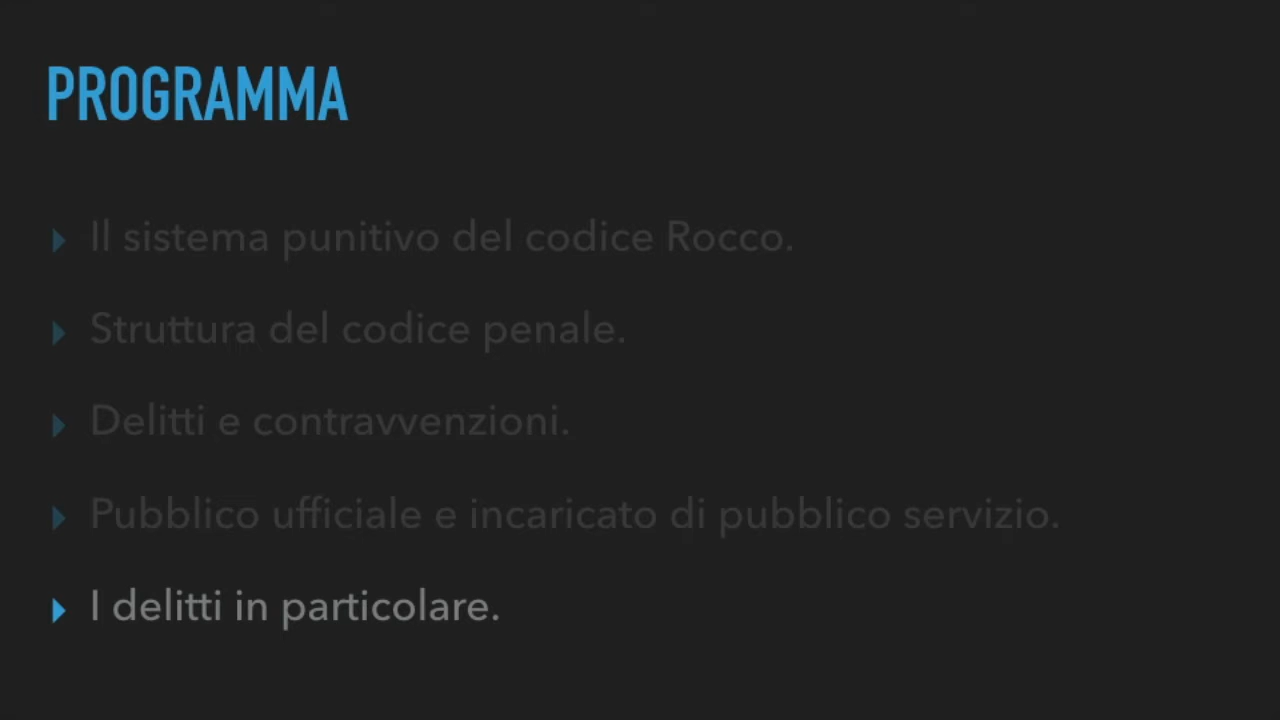 PROGRAMMA
Il sistema punitivo del codice Rocco.
Struttura del codice penale.
Delitti e contravvenzioni.
Pubblico ufficiale e incaricato di pubblico servizio.
I delitti in particolare.